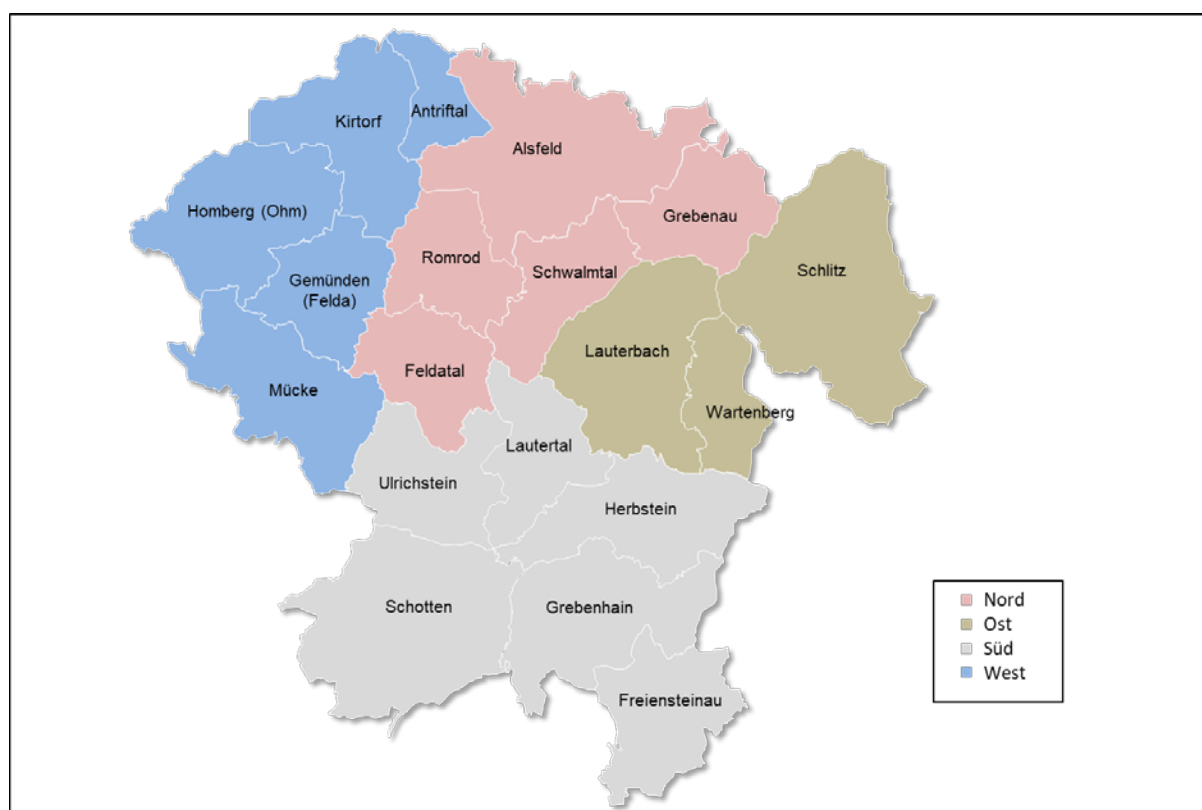 Antriftal
Kirtorf
Alsfeld
Homberg (Ohm)
Grebenau
Romrod
Schwalmtal
Schlitz
Gemünden
(Felda)
Lauterbach
Feldatal
Mücke
Wartenberg
Lautertal
Ulrichstein
Herbstein
Schotten
Grebenhain
Freiensteinau
Nord
Ost
Süd
West